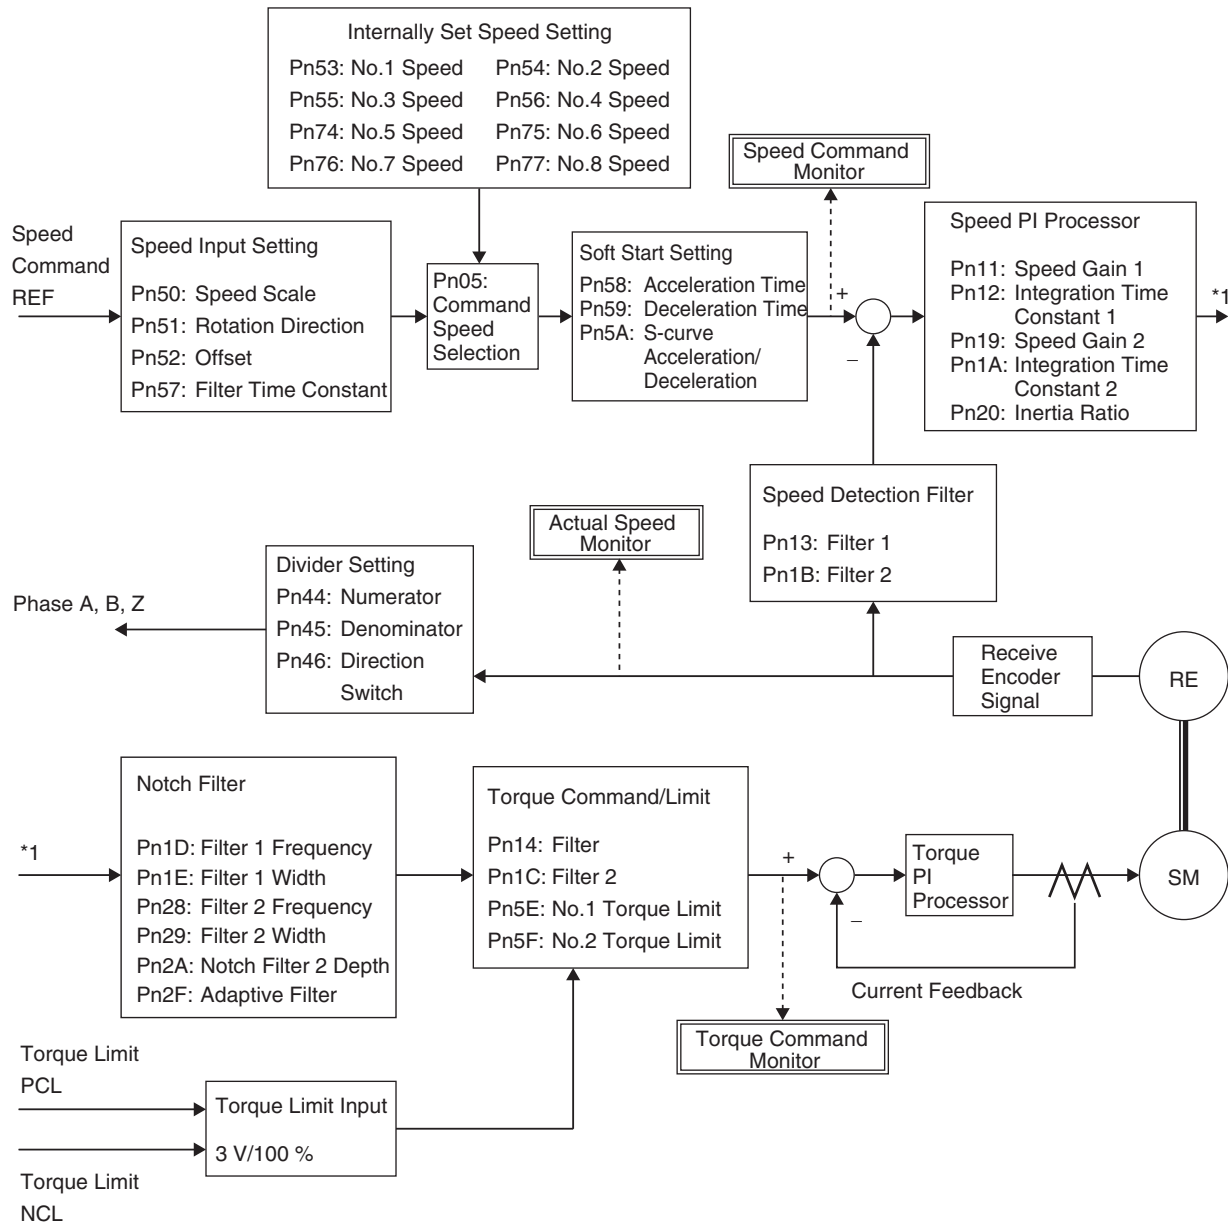 Internally Set Speed Setting
Pn53: No.1 Speed Pn54: No.2 Speed
Pn55: No.3 Speed Pn56: No.4 Speed
Pn74: No.5 Speed Pn75: No.6 Speed
Pn76: No.7 Speed Pn77: No.8 Speed
Speed
Command
REF
Speed Input Setting
Pn50: Speed Scale
Pn51: Rotation Direction
Pn52: Offset
Pn57: Filter Time Constant
Pn05:
Command
Speed
Selection
Soft Start Setting
Pn58: Acceleration Time
Pn59: Deceleration Time
Pn5A: S-curve
Acceleration/
Deceleration
Speed Command
Monitor
+
−
Speed PI Processor
Pn11: Speed Gain 1
Pn12: Integration Time
Constant 1
Pn19: Speed Gain 2
Pn1A: Integration Time
Constant 2
Pn20: Inertia Ratio
*1
Speed Detection Filter
Pn13: Filter 1
Pn1B: Filter 2
Actual Speed
Monitor
Divider Setting
Pn44: Numerator
Pn45: Denominator
Pn46: Direction
Switch
Phase A, B, Z
Receive
Encoder
Signal
RE
*1
Notch Filter
Pn1D: Filter 1 Frequency
Pn1E: Filter 1 Width
Pn28: Filter 2 Frequency
Pn29: Filter 2 Width
Pn2A: Notch Filter 2 Depth
Pn2F: Adaptive Filter
Torque Command/Limit
Pn14: Filter
Pn1C: Filter 2
Pn5E: No.1 Torque Limit
Pn5F: No.2 Torque Limit
+
−
Torque
PI
Processor
SM
Current Feedback
Torque Command
Monitor
Torque Limit
PCL
Torque Limit Input
3 V/100 %
Torque Limit
NCL